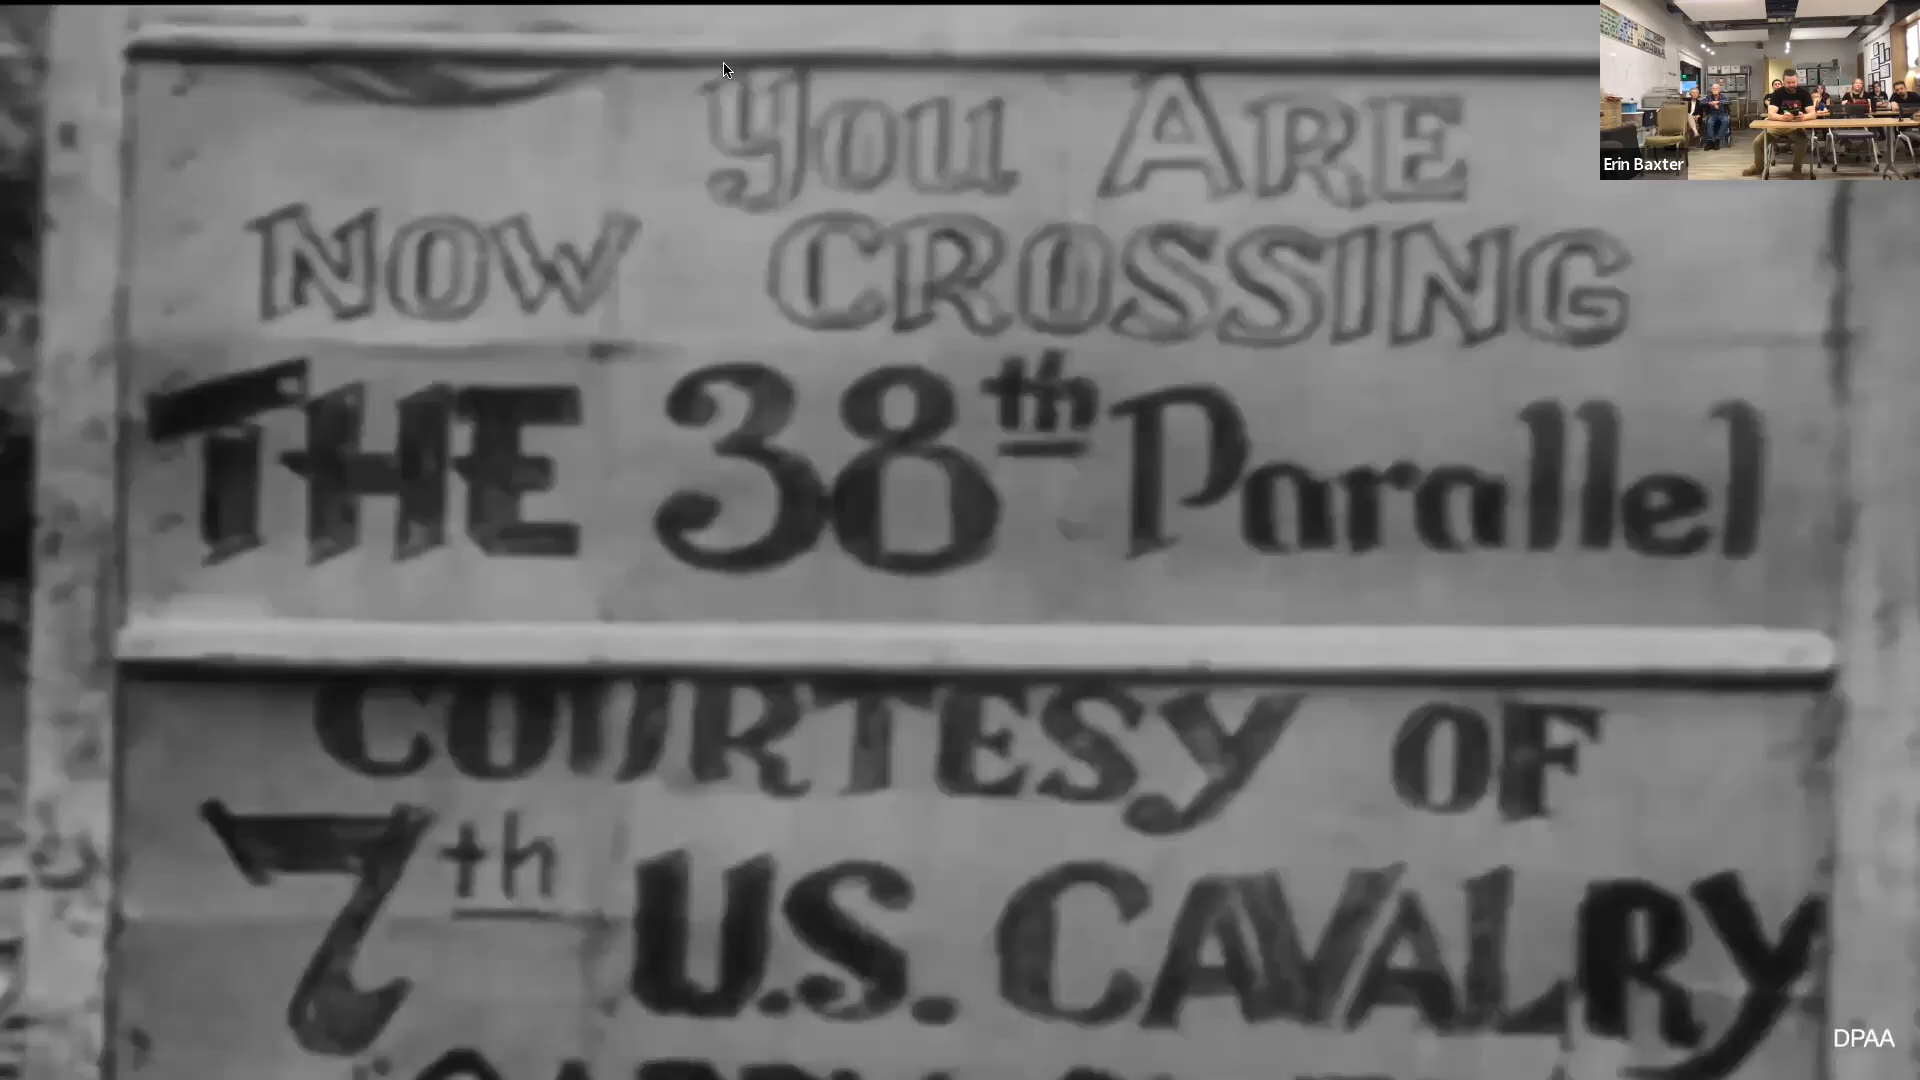 You ARE
NOW CROSSING
THE 38th Parallel
COURTESY OF
7th U.S. CAVALRY
Erin Baxter
DPAA